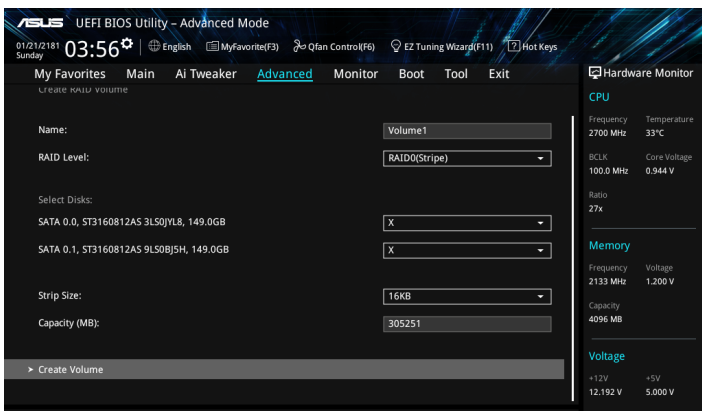 ASUS UEFI BIOS Utility – Advanced Mode
01/21/2181 Sunday 03:56 English MyFavorite(F3) Qfan Control(F6) EZ Tuning Wizard(F11) ? Hot Keys
My Favorites Main Ai Tweaker Advanced Monitor Boot Tool Exit
Create RAID Volume
Name: Volume1
RAID Level: RAID0(Stripe)
Select Disks:
SATA 0.0, ST3160812AS 3LS0JYL8, 149.0GB X
SATA 0.1, ST3160812AS 9LS0BJ5H, 149.0GB X
Strip Size: 16KB
Capacity (MB): 305251
> Create Volume
Hardware Monitor
CPU
Frequency Temperature
2700 MHz 33°C
BCLK Core Voltage
100.0 MHz 0.944 V
Ratio
27x
Memory
Frequency Voltage
2133 MHz 1.200 V
Capacity
4096 MB
Voltage
+12V +5V
12.192 V 5.000 V